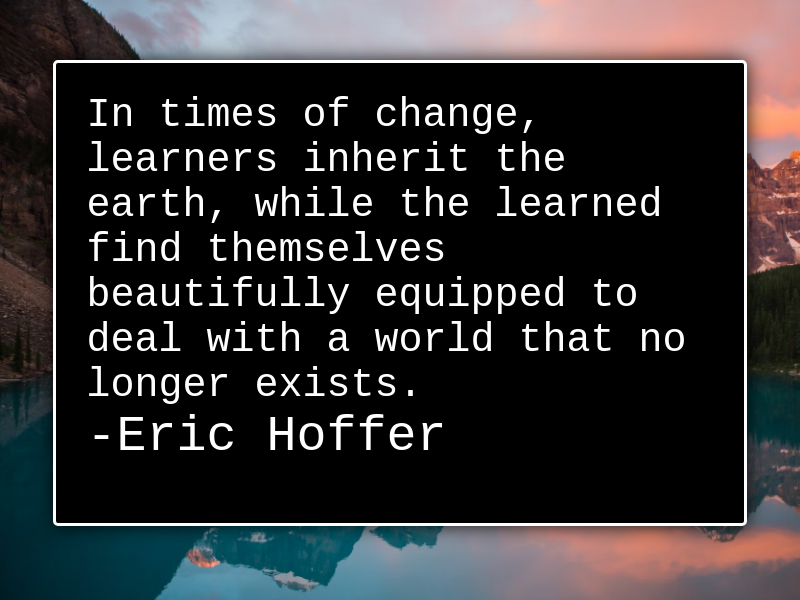 In times of change,
learners inherit the
earth, while the learned
find themselves
beautifully equipped to
deal with a world that no
longer exists.
-Eric Hoffer